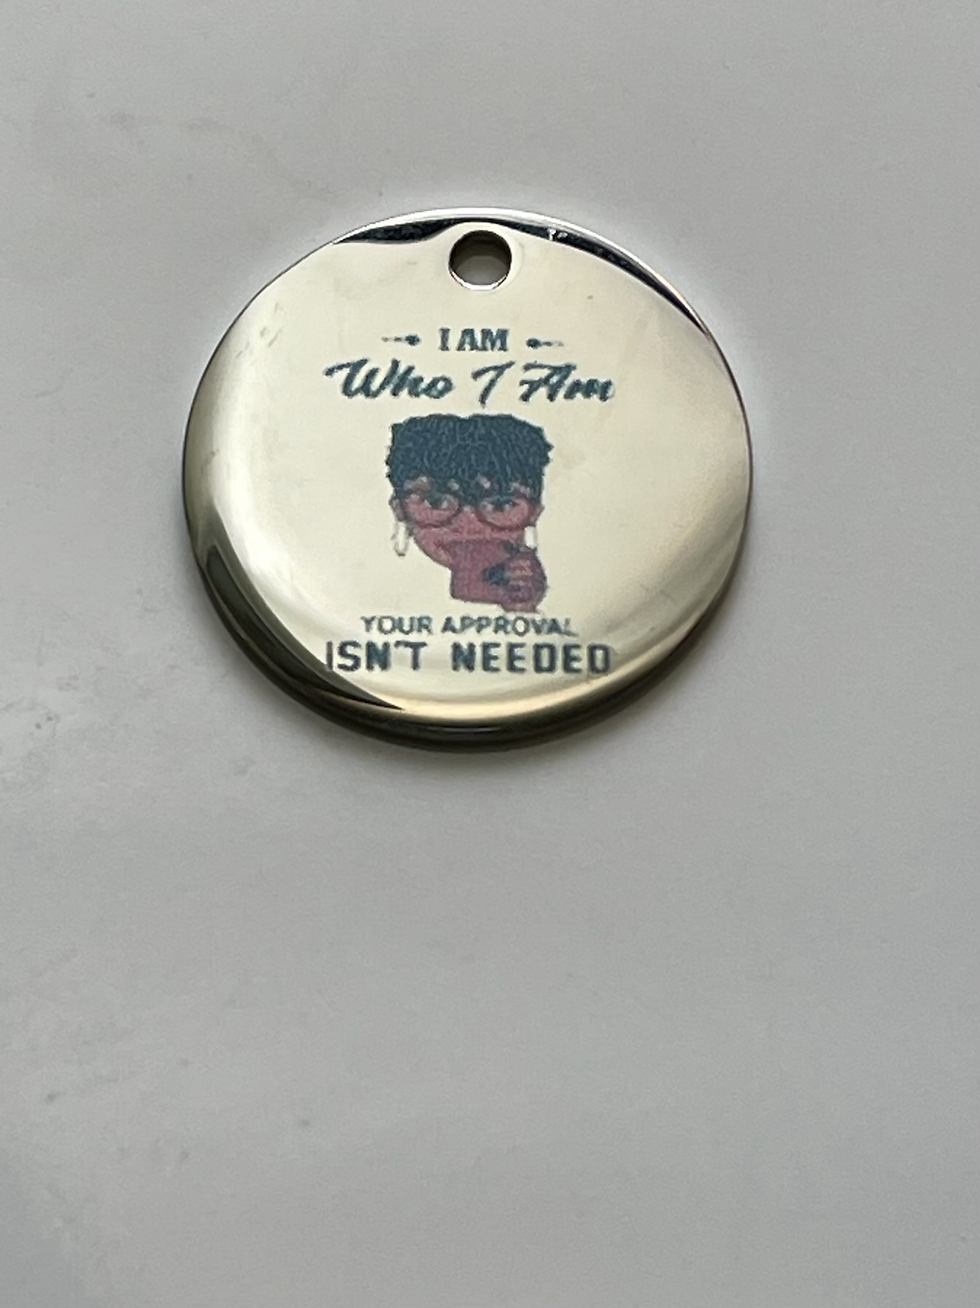 I AM
Who I Am
YOUR APPROVAL
ISN'T NEEDED